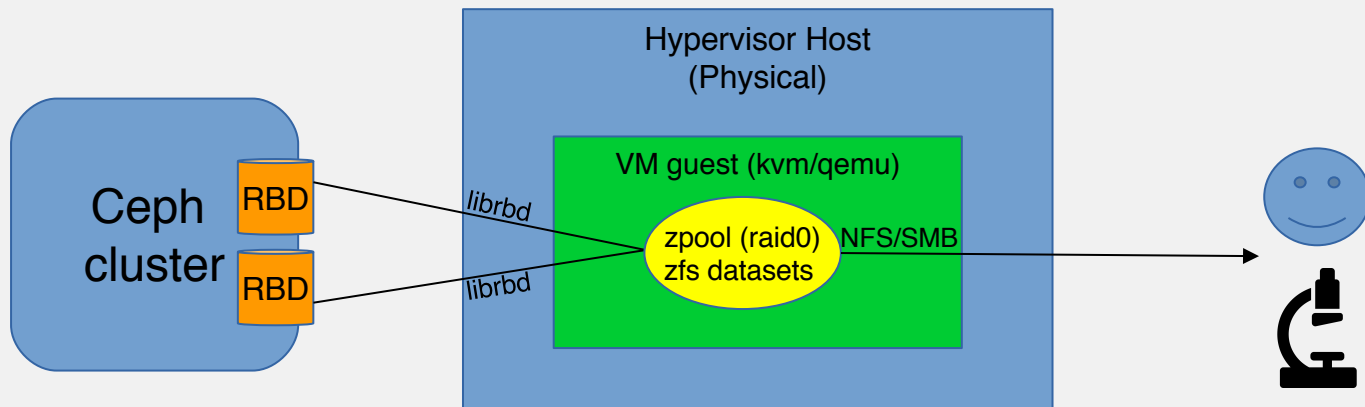 Hypervisor Host
(Physical)
VM guest (kvm/qemu)
Ceph
cluster
RBD
RBD
librbd
librbd
zpool (raid0)
zfs datasets
NFS/SMB